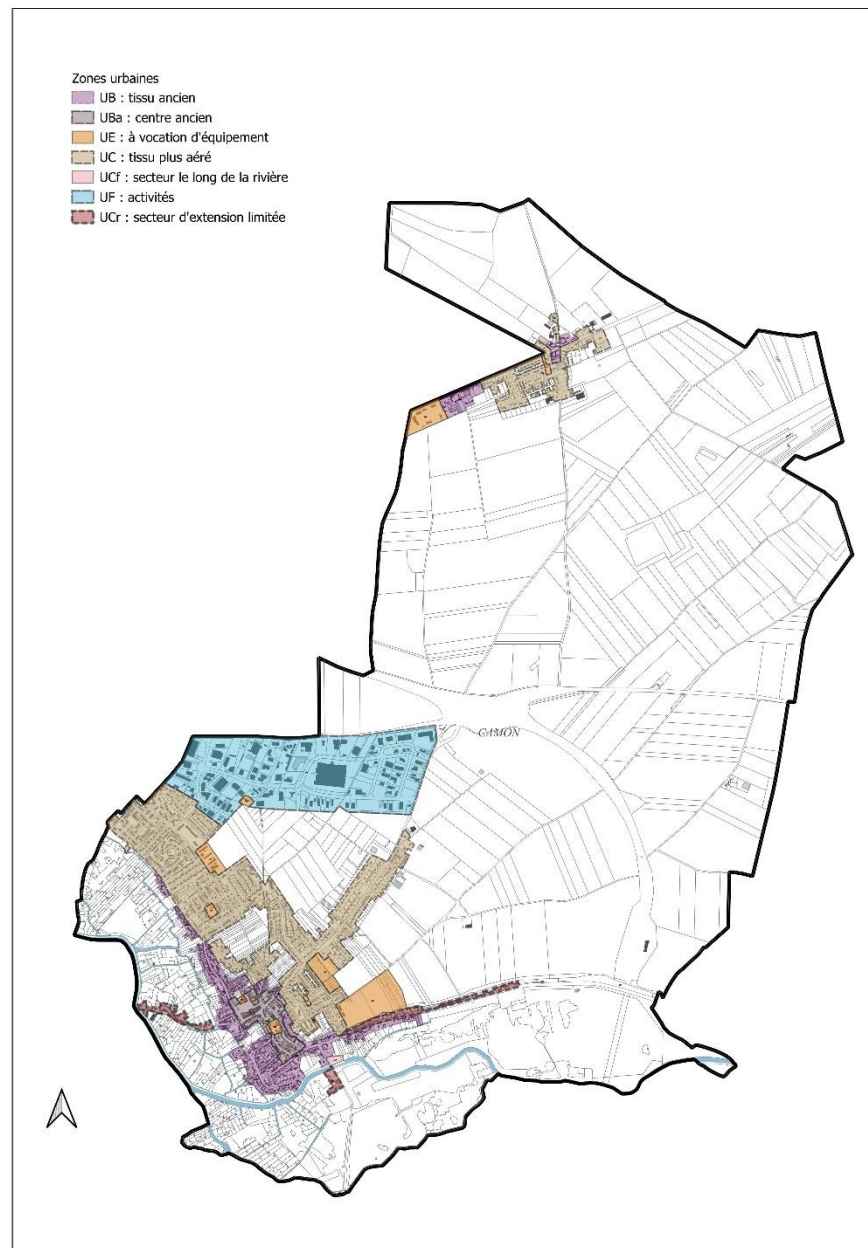 Zones urbaines
UB : tissu ancien
UBa : centre ancien
UE : à vocation d'équipement
UC : tissu plus aéré
UCf : secteur le long de la rivière
UF : activités
UCr : secteur d'extension limitée
CAMON